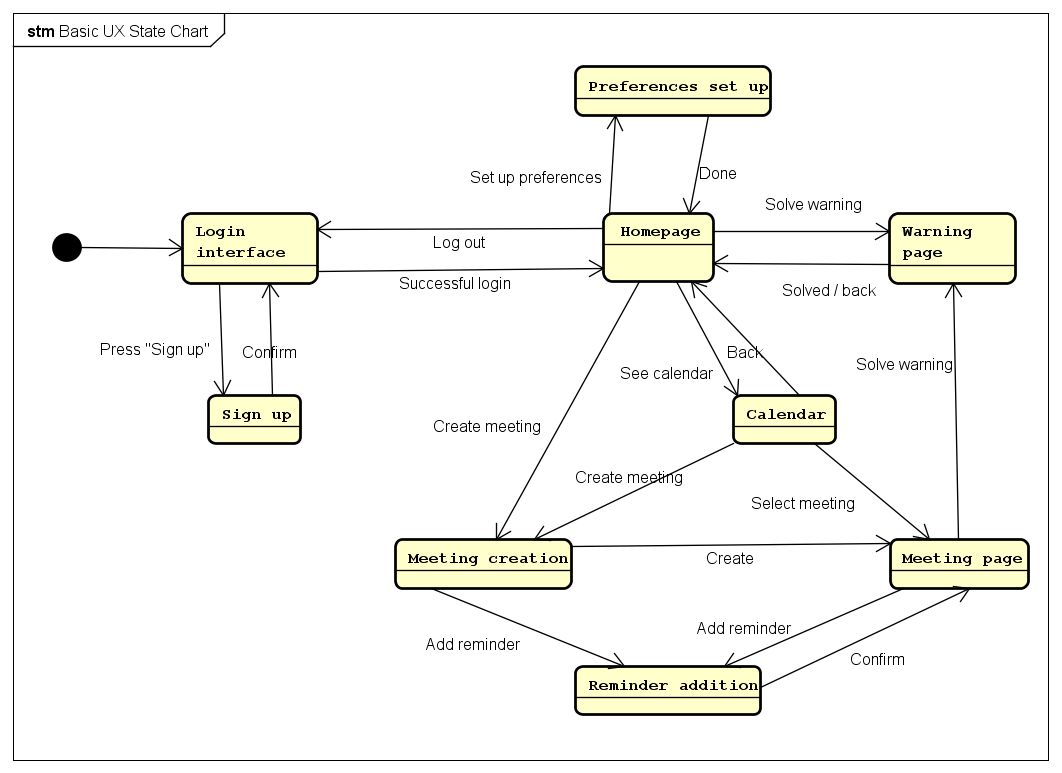 stm Basic UX State Chart
Preferences set up
Set up preferences
Done
Solve warning
Login
interface
Homepage
Warning
page
Log out
Successful login
Solved / back
Press "Sign up"
Confirm
Back
See calendar
Solve warning
Sign up
Calendar
Create meeting
Create meeting
Select meeting
Meeting creation
Create
Meeting page
Add reminder
Add reminder
Confirm
Reminder addition